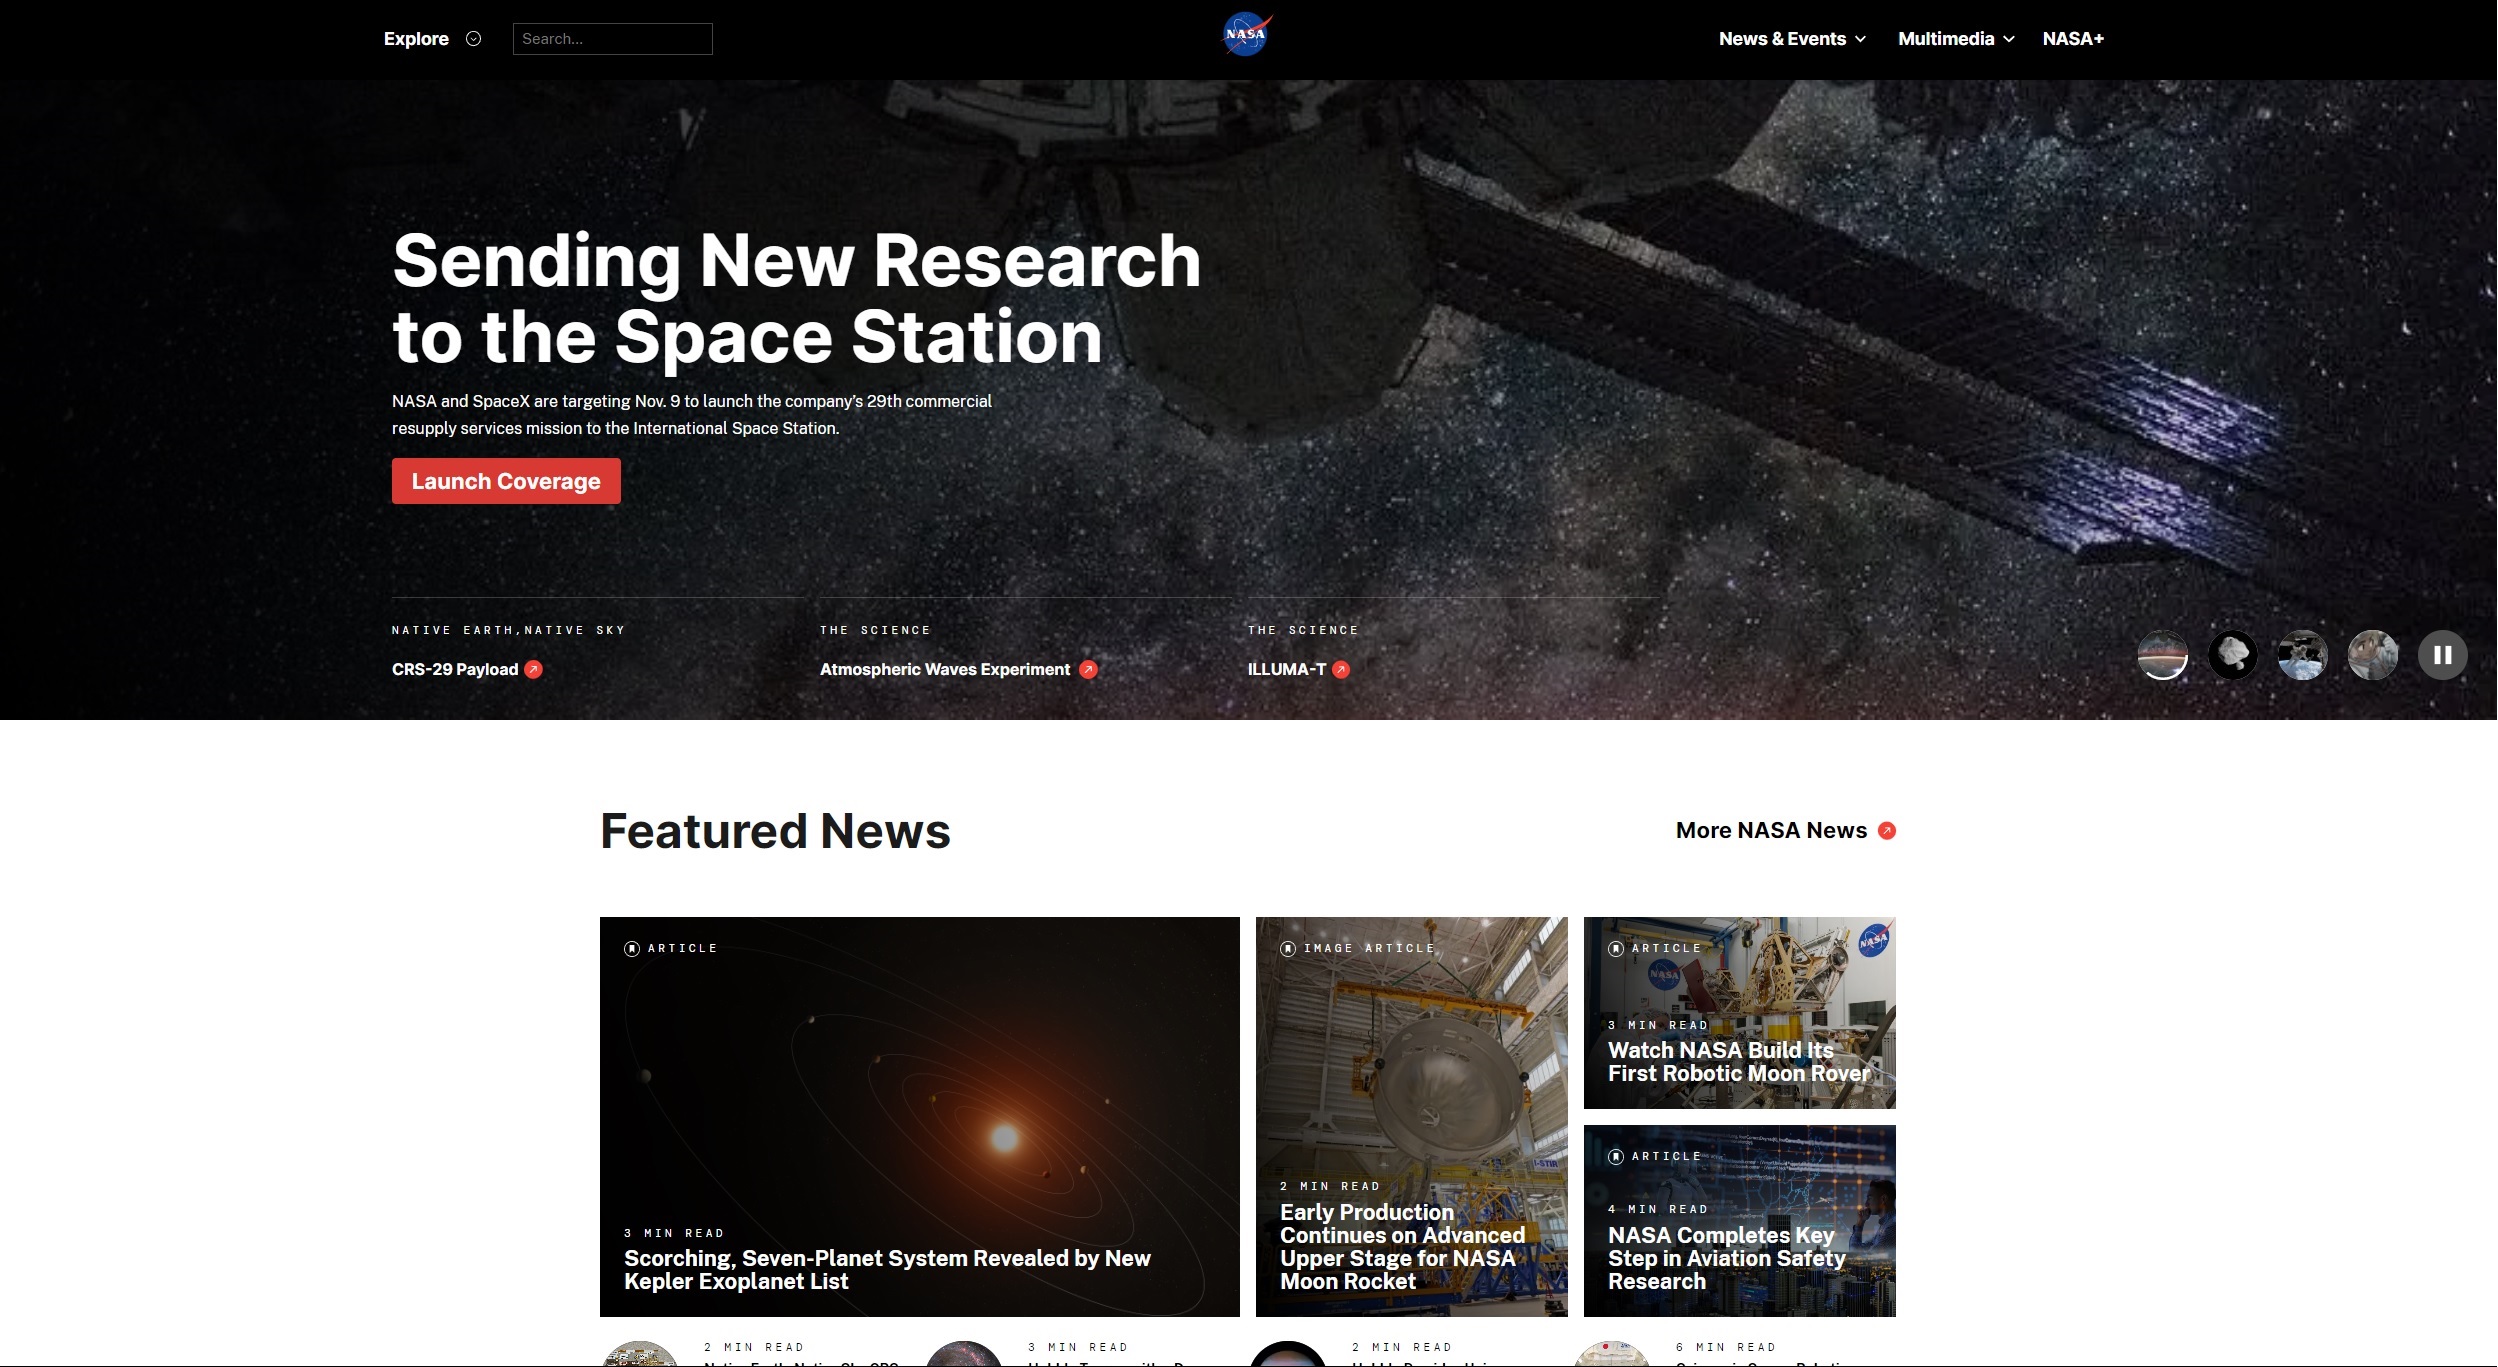 Explore
Search...
NASA
News & Events
Multimedia
NASA+
Sending New Research
to the Space Station
NASA and SpaceX are targeting Nov. 9 to launch the company's 29th commercial
resupply services mission to the International Space Station.
Launch Coverage
NATIVE EARTH,NATIVE SKY
CRS-29 Payload
THE SCIENCE
Atmospheric Waves Experiment
THE SCIENCE
ILLUMA-T
Featured News
More NASA News
ARTICLE
3 MIN READ
Scorching, Seven-Planet System Revealed by New
Kepler Exoplanet List
IMAGE ARTICLE
I-STIR
2 MIN READ
Early Production
Continues on Advanced
Upper Stage for NASA
Moon Rocket
ARTICLE
NASA
NASA
3 MIN READ
Watch NASA Build Its
First Robotic Moon Rover
ARTICLE
4 MIN READ
NASA Completes Key
Step in Aviation Safety
Research
2 MIN READ
3 MIN READ
2 MIN READ
6 MIN READ